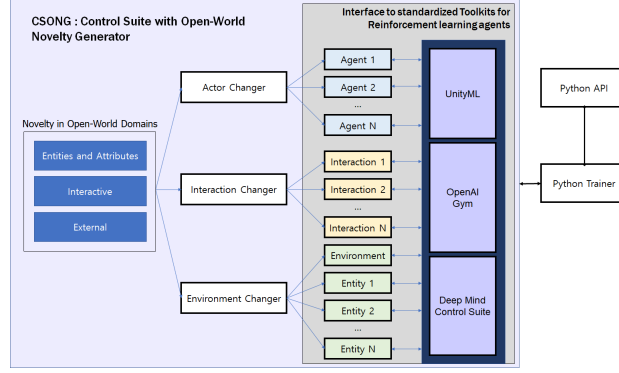 CSONG : Control Suite with Open-World
Novelty Generator
Interface to standardized Toolkits for
Reinforcement learning agents
Novelty in Open-World Domains
Entities and Attributes
Interactive
External
Actor Changer
Interaction Changer
Environment Changer
Agent 1
Agent 2
...
Agent N
Interaction 1
Interaction 2
...
Interaction N
Environment
Entity 1
Entity 2
...
Entity N
UnityML
OpenAI
Gym
Deep Mind
Control Suite
Python API
Python Trainer